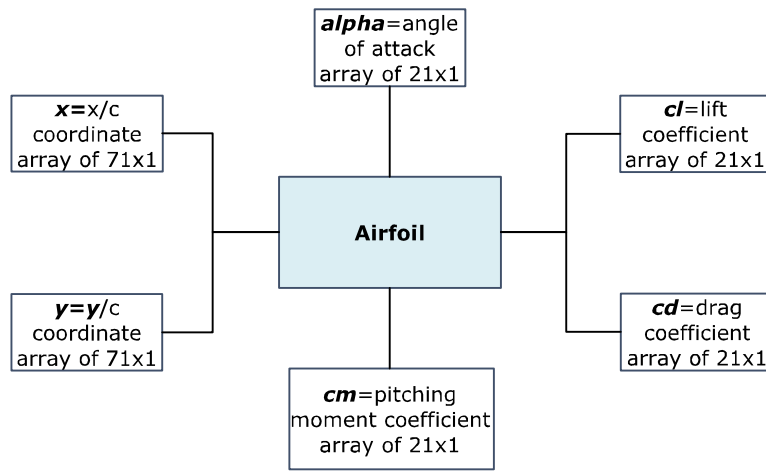 alpha=angle
of attack
array of 21x1
x=x/c
coordinate
array of 71x1
cl=lift
coefficient
array of 21x1
Airfoil
y=y/c
coordinate
array of 71x1
cd=drag
coefficient
array of 21x1
cm=pitching
moment coefficient
array of 21x1